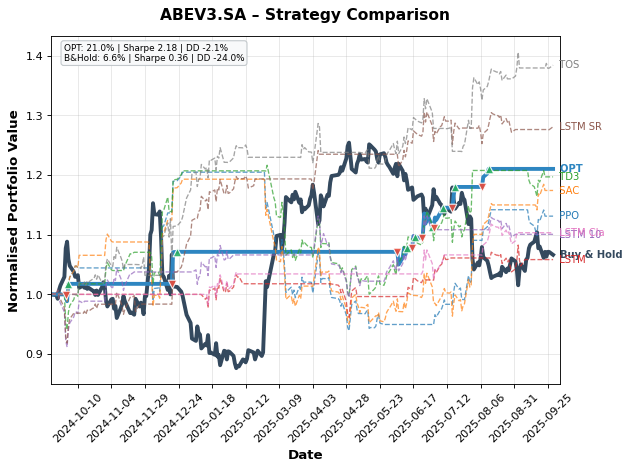 ABEV3.SA – Strategy Comparison
OPT: 21.0% | Sharpe 2.18 | DD -2.1%
B&Hold: 6.6% | Sharpe 0.36 | DD -24.0%
Normalised Portfolio Value
1.4
1.3
1.2
1.1
1.0
0.9
TOS
LSTM SR
OPT
TD3
SAC
PPO
Buy & Hold
LSTM
2024-10-10
2024-11-04
2024-11-29
2024-12-24
2025-01-18
2025-02-12
2025-03-09
2025-04-03
2025-04-28
2025-05-23
2025-06-17
2025-07-12
2025-08-06
2025-08-31
2025-09-25
Date